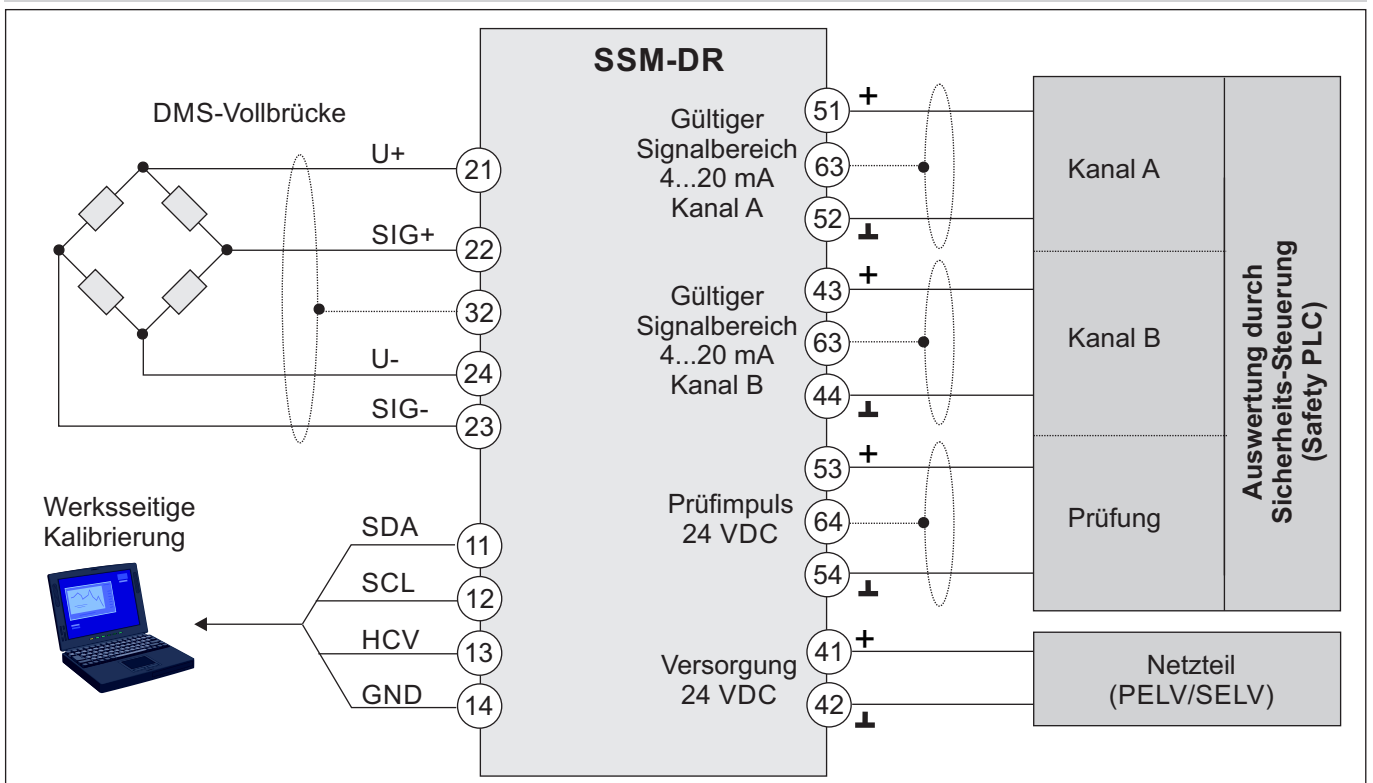 SSM-DR
DMS-Vollbrücke
U+
21
SIG+
22
32
U-
24
SIG-
23
Werksseitige
Kalibrierung
SDA
11
SCL
12
HCV
13
GND
14
Gültiger
Signalbereich
4...20 mA
Kanal A
51
+
63
52
Gültiger
Signalbereich
4...20 mA
Kanal B
43
+
63
44
Prüfimpuls
24 VDC
53
+
64
54
Versorgung
24 VDC
41
+
42
Kanal A
Kanal B
Prüfung
Auswertung durch
Sicherheits-Steuerung
(Safety PLC)
Netzteil
(PELV/SELV)